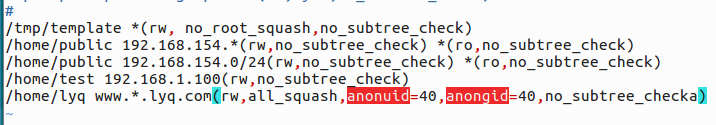 #
/tmp/template *(rw, no_root_squash,no_subtree_check)
/home/public 192.168.154.*(rw,no_subtree_check) *(ro,no_subtree_check)
/home/public 192.168.154.0/24(rw,no_subtree_check) *(ro,no_subtree_check)
/home/test 192.168.1.100(rw,no_subtree_check)
/home/lyq www.*.lyq.com(rw,all_squash,anonuid=40,anongid=40,no_subtree_checka)
~